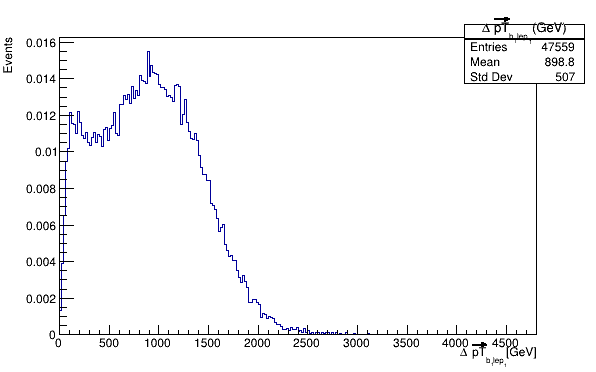 Δ pT b₁lep₁ (GeV)
Entries 47559
Mean 898.8
Std Dev 507
Events
0.016
0.014
0.012
0.01
0.008
0.006
0.004
0.002
0
0 500 1000 1500 2000 2500 3000 3500 4000 4500
Δ pT b₁lep₁ [GeV]